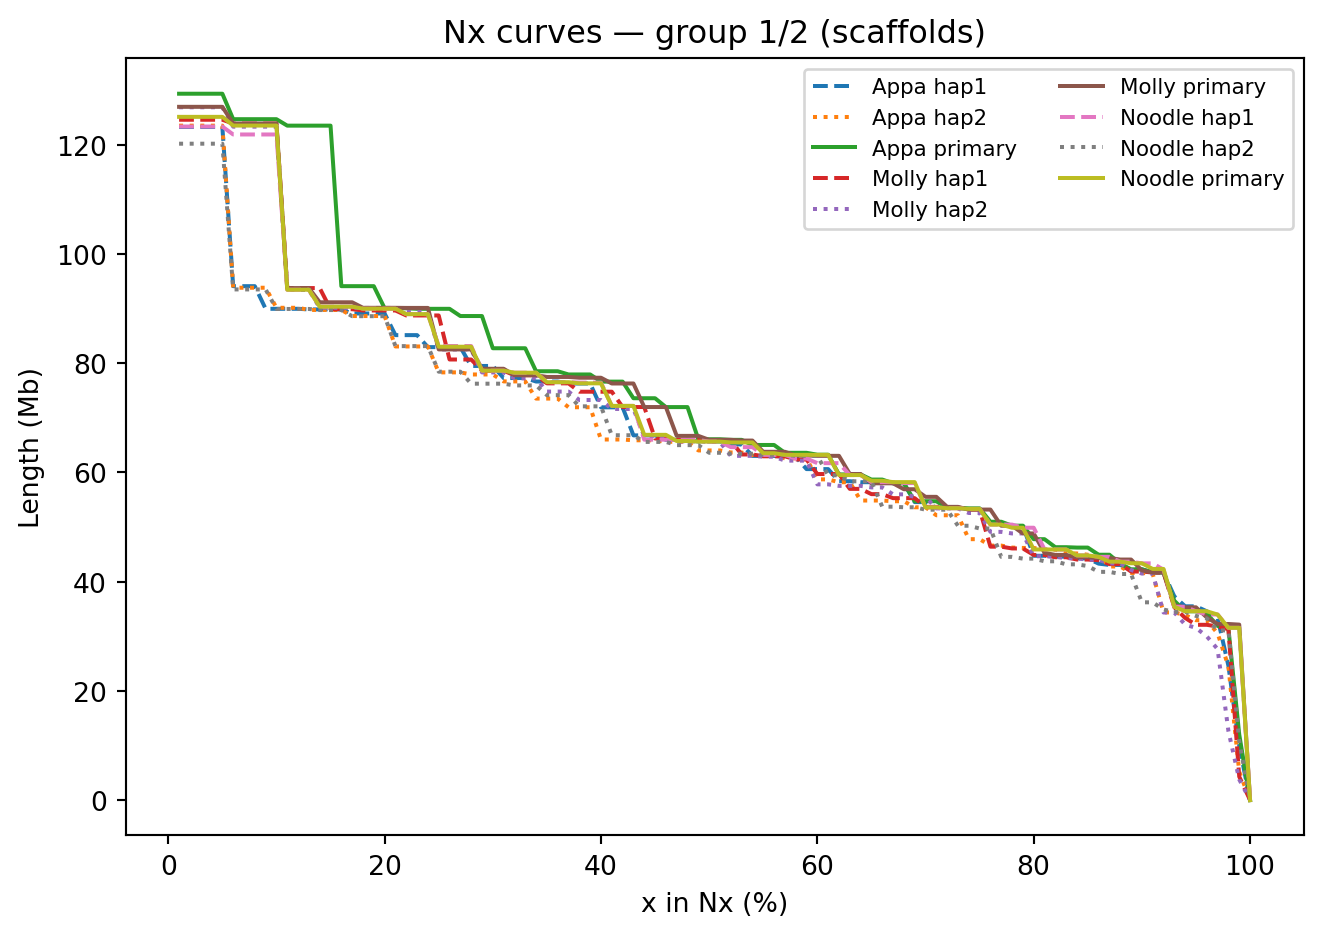 Nx curves — group 1/2 (scaffolds)
Appa hap1
Appa hap2
Appa primary
Molly hap1
Molly hap2
Molly primary
Noodle hap1
Noodle hap2
Noodle primary
Length (Mb)
120
100
80
60
40
20
0
0 20 40 60 80 100
x in Nx (%)